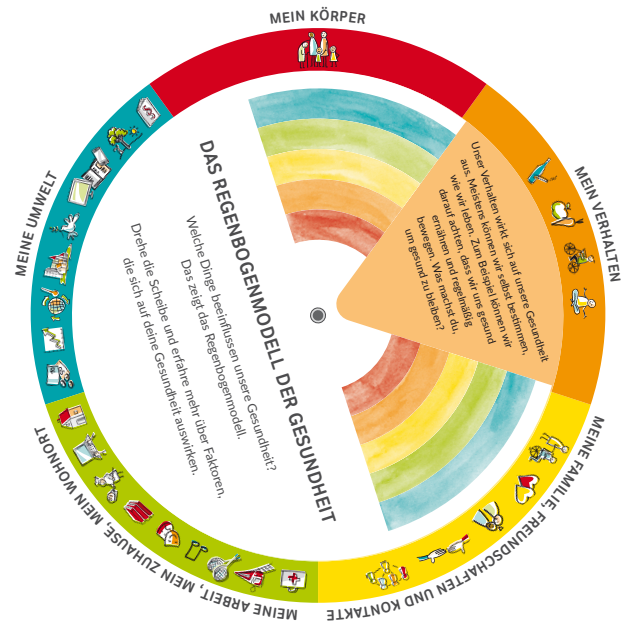 MEIN KÖRPER
MEIN VERHALTEN
MEINE FAMILIE, FREUNDSCHAFTEN UND KONTAKTE
MEINE ARBEIT, MEIN ZUHAUSE, MEIN WOHNORT
MEINE UMWELT
DAS REGENBOGENMODELL DER GESUNDHEIT
Welche Dinge beeinflussen unsere Gesundheit?
Das zeigt das Regenbogenmodell.
Drehe die Scheibe und erfahre mehr über Faktoren,
die sich auf deine Gesundheit auswirken.
Unser Verhalten wirkt sich auf unsere Gesundheit
aus. Meistens können wir selbst bestimmen,
wie wir leben. Zum Beispiel können wir
darauf achten, dass wir uns gesund
ernähren und regelmäßig
bewegen. Was machst du,
um gesund zu bleiben?